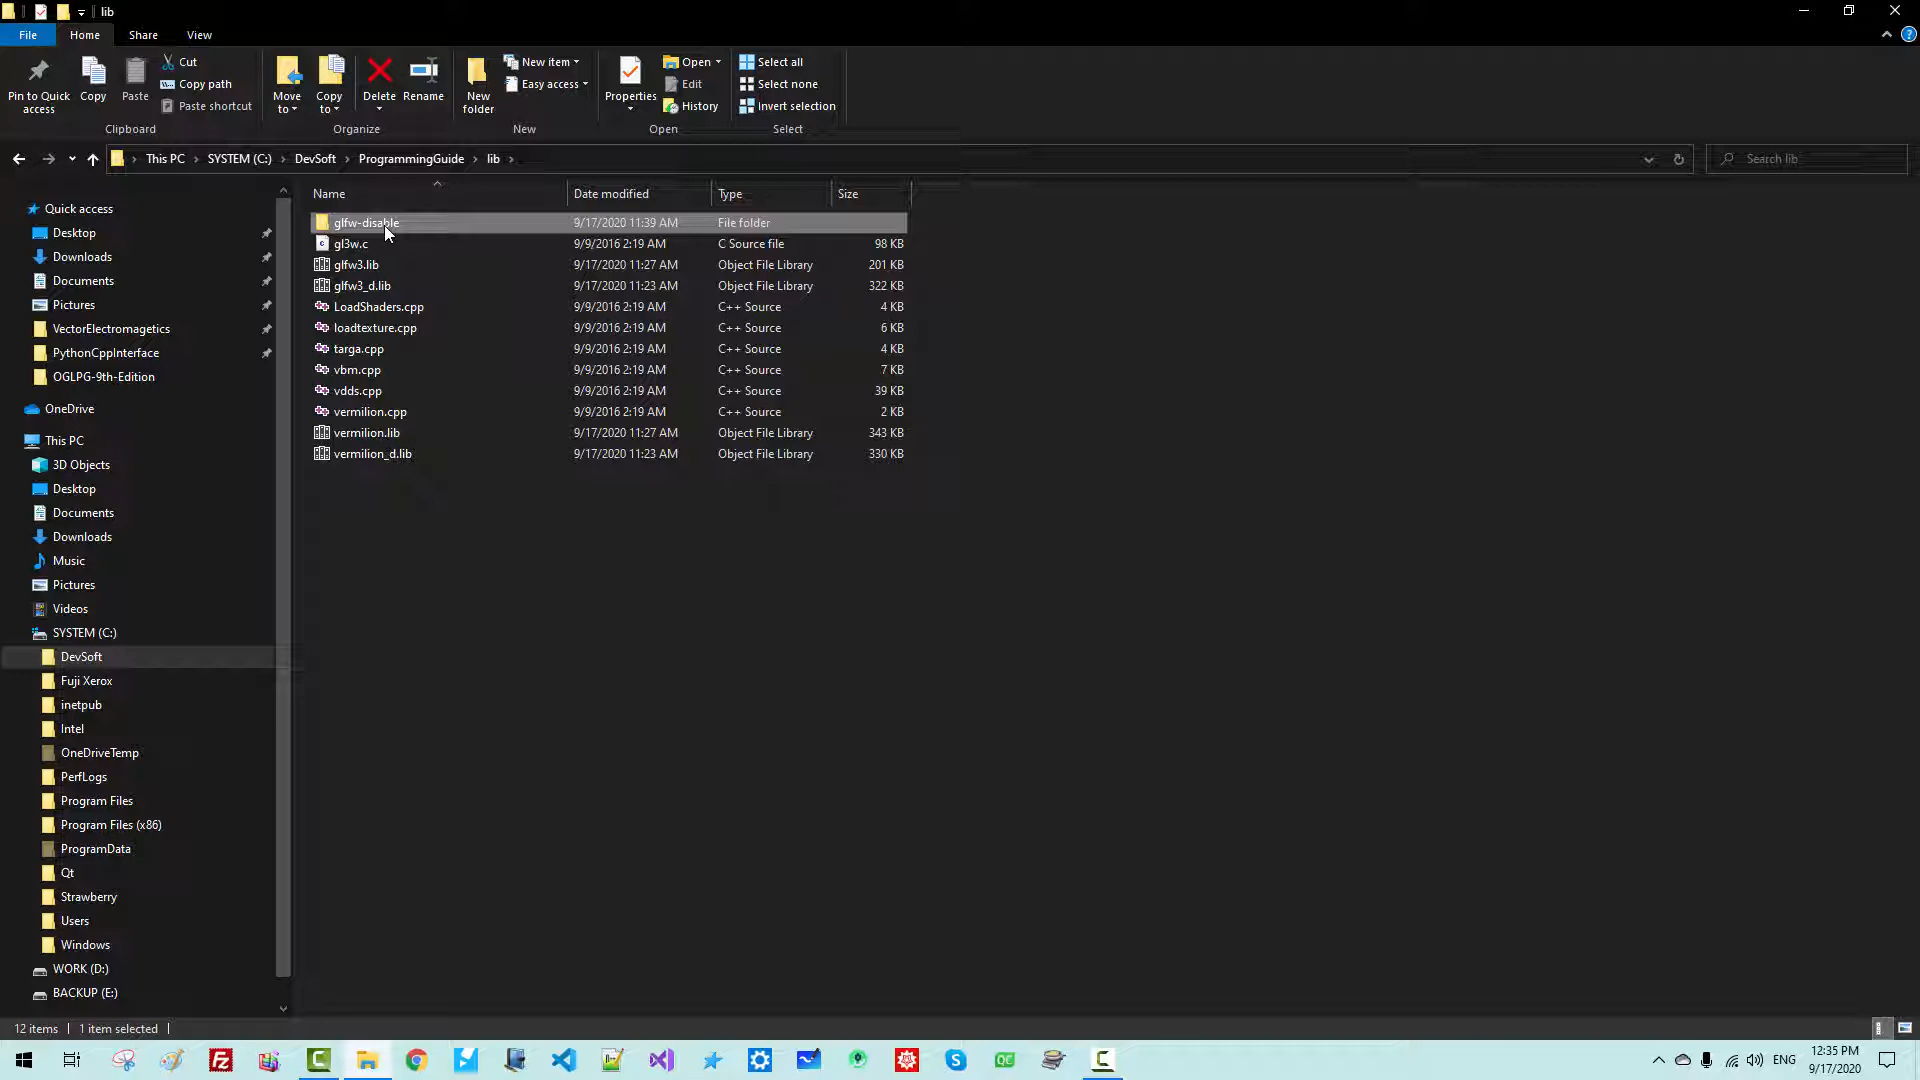 lib
File Home Share View
Pin to Quick access
Copy
Paste
Cut
Copy path
Paste shortcut
Clipboard
Move to
Copy to
Delete
Rename
Organize
New folder
New item
Easy access
New
Properties
Open
Edit
History
Open
Select all
Select none
Invert selection
Select
This PC > SYSTEM (C:) > DevSoft > ProgrammingGuide > lib >
Search lib
Quick access
Desktop
Downloads
Documents
Pictures
VectorElectromagetics
PythonCppInterface
OGLPG-9th-Edition
OneDrive
This PC
3D Objects
Desktop
Documents
Downloads
Music
Pictures
Videos
SYSTEM (C:)
DevSoft
Fuji Xerox
inetpub
Intel
OneDriveTemp
PerfLogs
Program Files
Program Files (x86)
ProgramData
Qt
Strawberry
Users
Windows
WORK (D:)
BACKUP (E:)
Name Date modified Type Size
glfw-disable 9/17/2020 11:39 AM File folder
gl3w.c 9/9/2016 2:19 AM C Source file 98 KB
glfw3.lib 9/17/2020 11:27 AM Object File Library 201 KB
glfw3_d.lib 9/17/2020 11:23 AM Object File Library 322 KB
LoadShaders.cpp 9/9/2016 2:19 AM C++ Source 4 KB
loadtexture.cpp 9/9/2016 2:19 AM C++ Source 6 KB
targa.cpp 9/9/2016 2:19 AM C++ Source 4 KB
vbm.cpp 9/9/2016 2:19 AM C++ Source 7 KB
vdds.cpp 9/9/2016 2:19 AM C++ Source 39 KB
vermilion.cpp 9/9/2016 2:19 AM C++ Source 2 KB
vermilion.lib 9/17/2020 11:27 AM Object File Library 343 KB
vermilion_d.lib 9/17/2020 11:23 AM Object File Library 330 KB
12 items 1 item selected
ENG
12:35 PM
9/17/2020